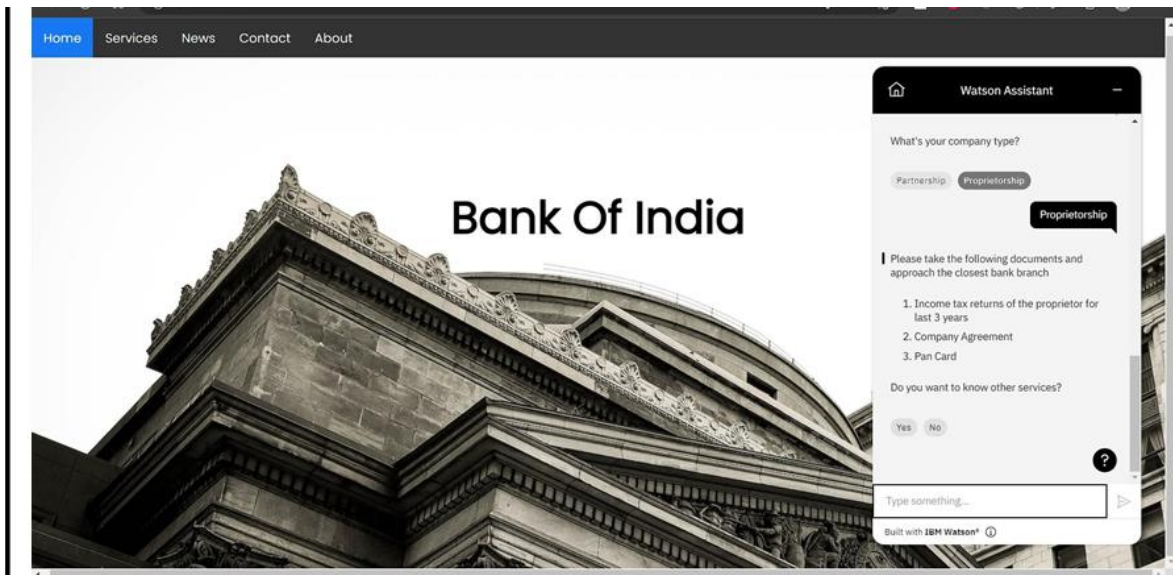 Home Services News Contact About
Bank Of India
Watson Assistant
What's your company type?
Partnership Proprietorship
Proprietorship
Please take the following documents and
approach the closest bank branch
1. Income tax returns of the proprietor for
last 3 years
2. Company Agreement
3. Pan Card
Do you want to know other services?
Yes No
?
Type something...
Built with IBM Watson®